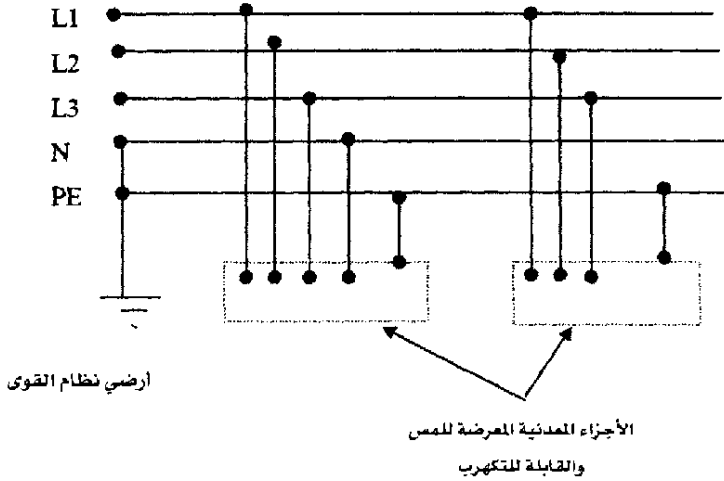 L1
L2
L3
N
PE
أرضي نظام القوى
الأجزاء المعدنية المعرضة للمس
والقابلة للتكهرب